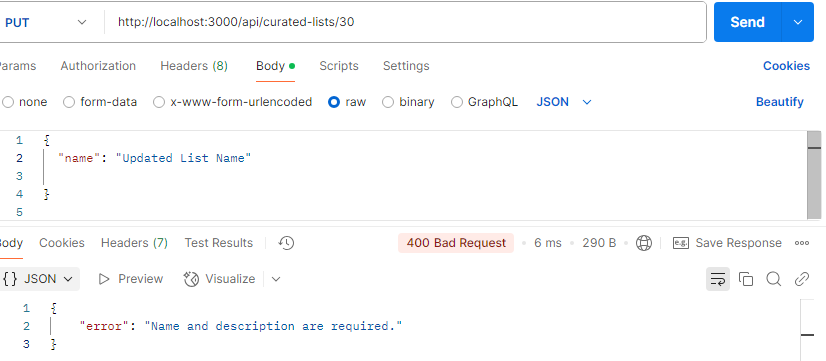 PUT http://localhost:3000/api/curated-lists/30 Send
Params Authorization Headers (8) Body Scripts Settings Cookies
none form-data x-www-form-urlencoded raw binary GraphQL JSON Beautify
1 {
2 "name": "Updated List Name"
3
4 }
5
Body Cookies Headers (7) Test Results 400 Bad Request • 6 ms • 290 B • e.g. Save Response
{} JSON Preview Visualize
1 {
2 "error": "Name and description are required."
3 }